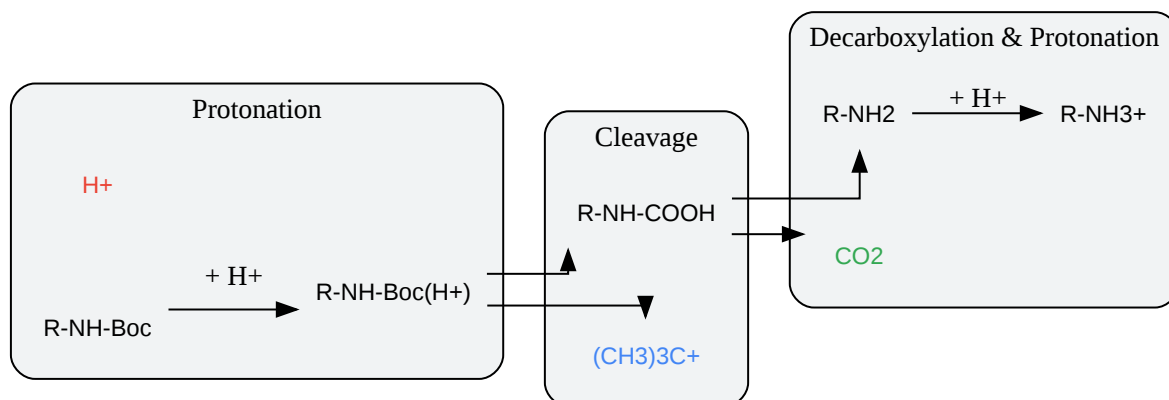 Protonation
H+
+ H+
R-NH-Boc
R-NH-Boc(H+)
Cleavage
R-NH-COOH
(CH3)3C+
Decarboxylation & Protonation
R-NH2
+ H+
R-NH3+
CO2